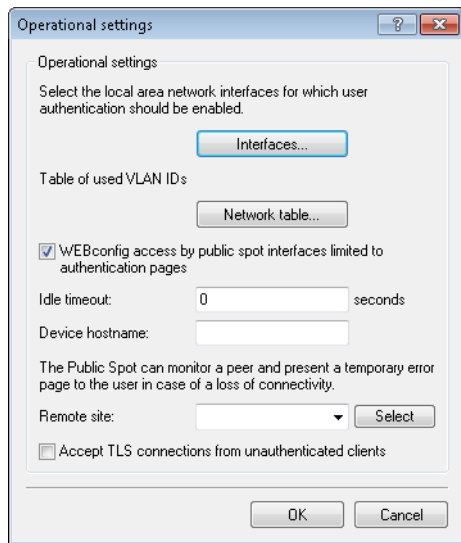 Operational settings
Operational settings
Select the local area network interfaces for which user
authentication should be enabled.
Interfaces...
Table of used VLAN IDs
Network table...
WEBconfig access by public spot interfaces limited to
authentication pages
Idle timeout: 0 seconds
Device hostname:
The Public Spot can monitor a peer and present a temporary error
page to the user in case of a loss of connectivity.
Remote site: Select
Accept TLS connections from unauthenticated clients
OK Cancel